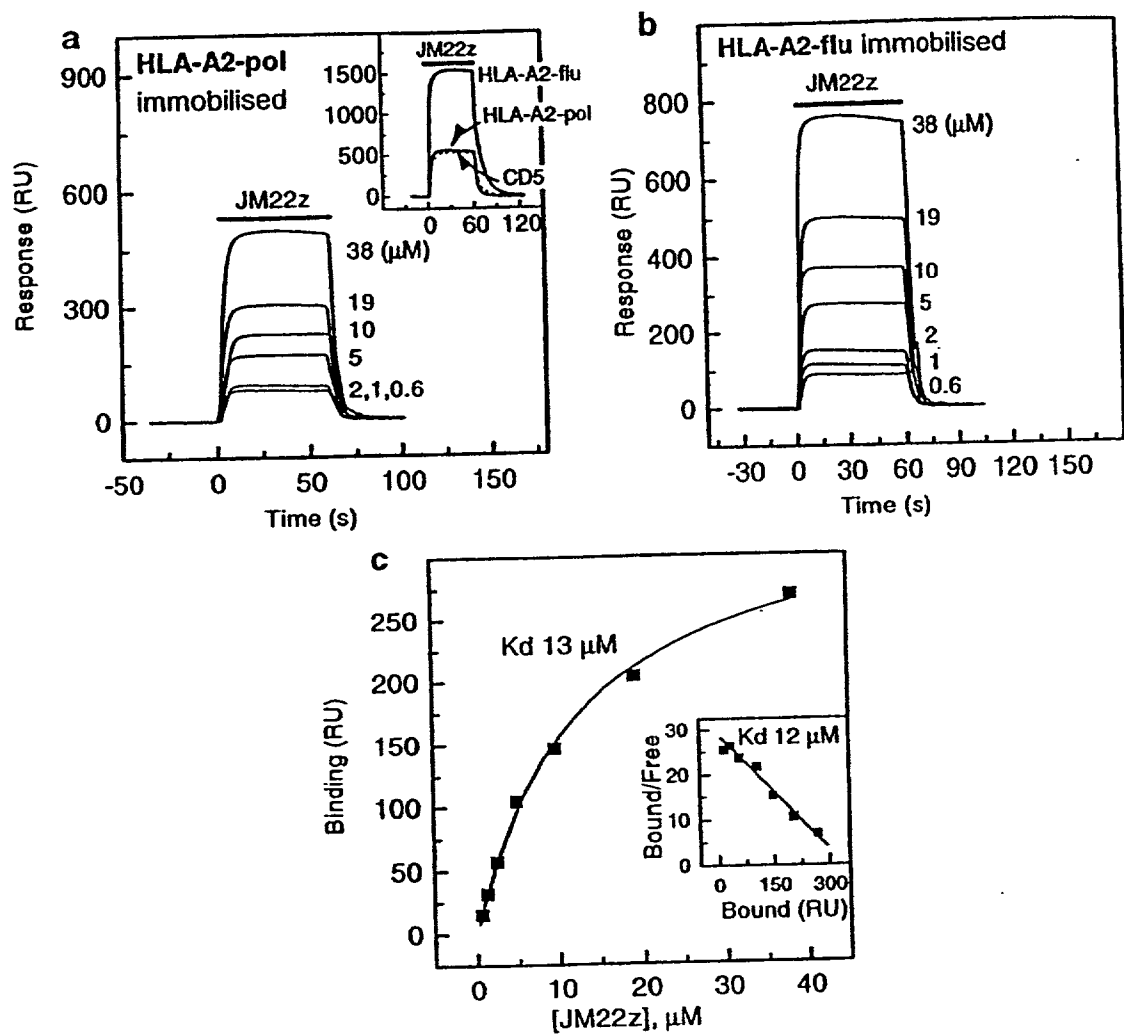 a
HLA-A2-pol
immobilised
Response (RU)
900
600
300
0
JM22z
38 (µM)
19
10
5
2,1,0.6
-50
0
50
100
150
Time (s)
JM22z
1500
1000
500
0
HLA-A2-flu
HLA-A2-pol
CD5
0
60
120
b
HLA-A2-flu immobilised
Response (RU)
800
600
400
200
0
JM22z
38 (µM)
19
10
5
2
1
0.6
-30
0
30
60
90
120
150
Time (s)
c
Binding (RU)
250
200
150
100
50
0
Kd 13 µM
0
10
20
30
40
[JM22z], µM
Bound/Free
30
20
10
0
Kd 12 µM
0
150
300
Bound (RU)